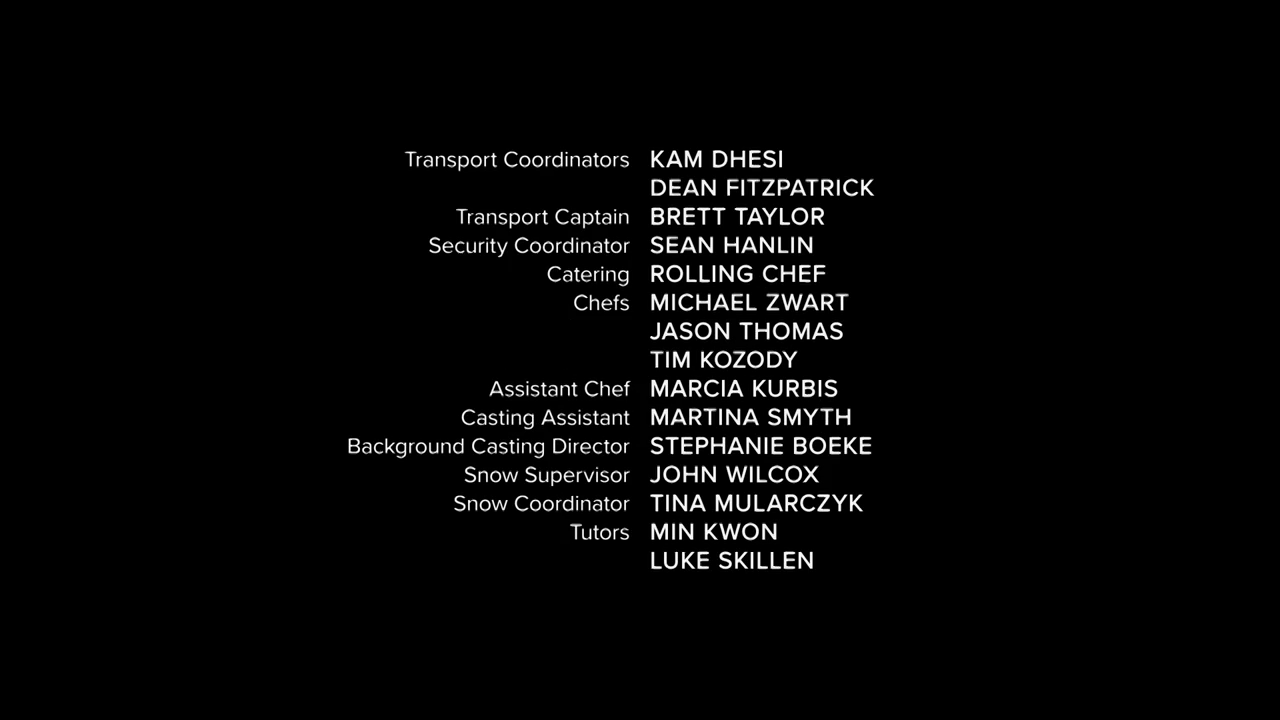 Transport Coordinators KAM DHESI
DEAN FITZPATRICK
Transport Captain BRETT TAYLOR
Security Coordinator SEAN HANLIN
Catering ROLLING CHEF
Chefs MICHAEL ZWART
JASON THOMAS
TIM KOZODY
Assistant Chef MARCIA KURBIS
Casting Assistant MARTINA SMYTH
Background Casting Director STEPHANIE BOEKE
Snow Supervisor JOHN WILCOX
Snow Coordinator TINA MULARCZYK
Tutors MIN KWON
LUKE SKILLEN